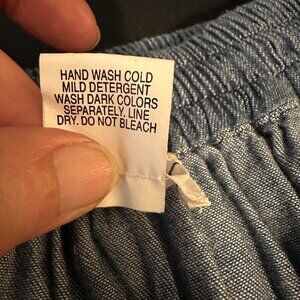 HAND WASH COLD
MILD DETERGENT
WASH DARK COLORS
SEPARATELY. LINE
DRY. DO NOT BLEACH